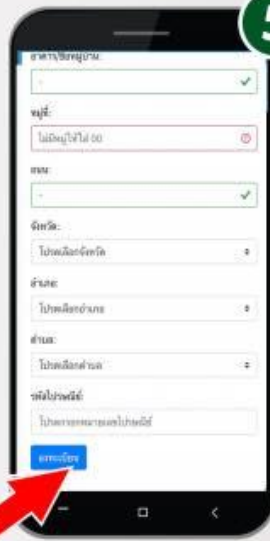 5
อาคาร/ชื่อหมู่บ้าน:
-
หมู่ที่:
ไม่มีหมู่ให้ใส่ 00
ถนน:
-
จังหวัด:
โปรดเลือกจังหวัด
อำเภอ:
โปรดเลือกอำเภอ
ตำบล:
โปรดเลือกตำบล
รหัสไปรษณีย์:
โปรดกรอกหมายเลขไปรษณีย์
ลงทะเบียน